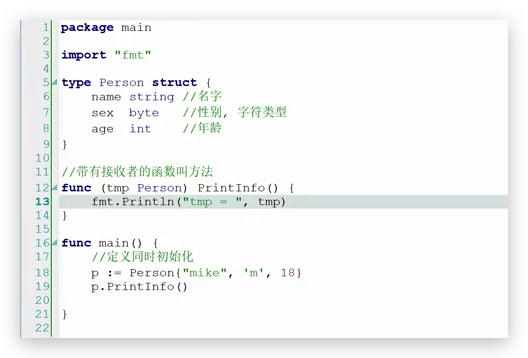 1 package main
2
3 import "fmt"
4
5 type Person struct {
6 name string //名字
7 sex  byte   //性别, 字符类型
8 age  int    //年龄
9 }
10
11 //带有接收者的函数叫方法
12 func (tmp Person) PrintInfo() {
13 fmt.Println("tmp = ", tmp)
14 }
15
16 func main() {
17 //定义同时初始化
18 p := Person{"mike", 'm', 18}
19 p.PrintInfo()
20
21 }
22